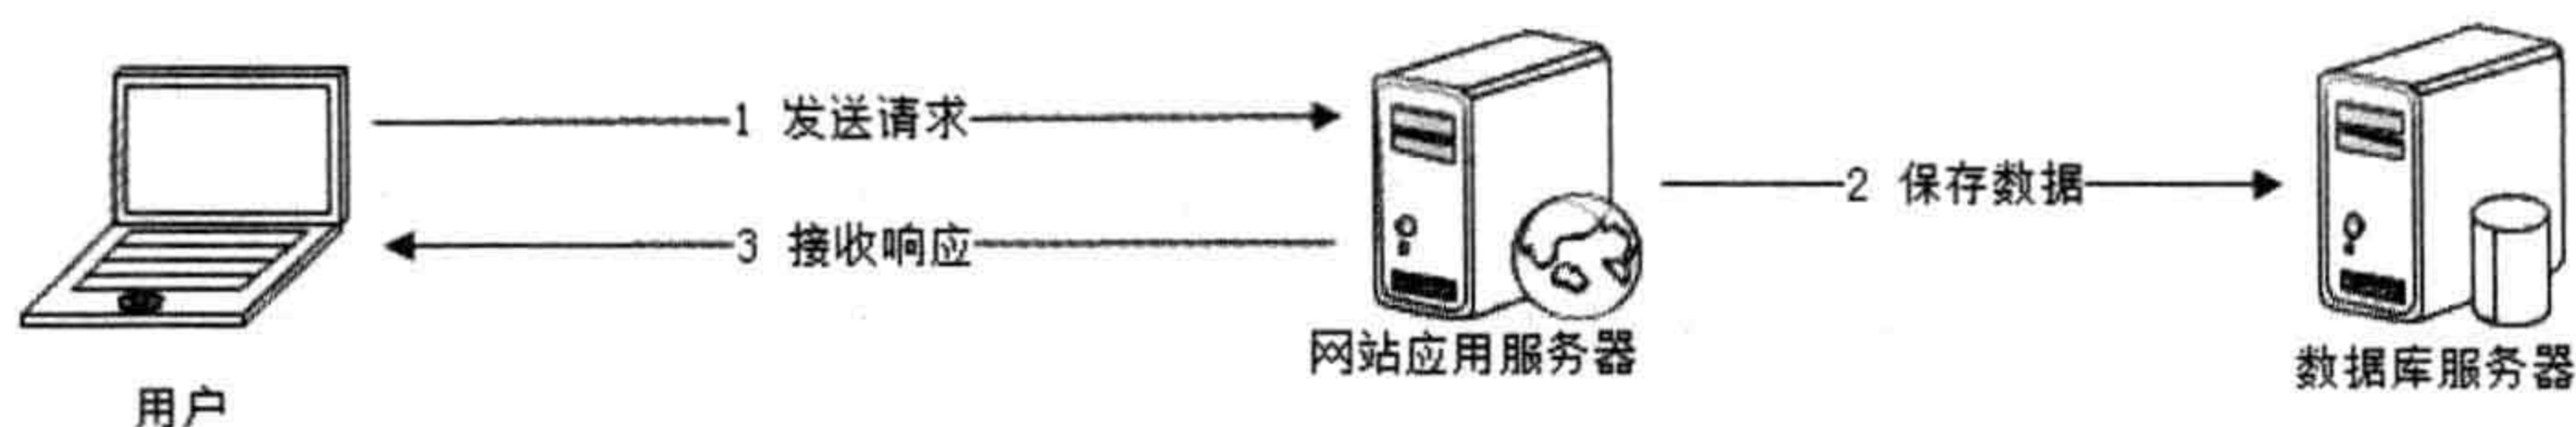 1 发送请求
2 保存数据
3 接收响应
网站应用服务器
数据库服务器
用户